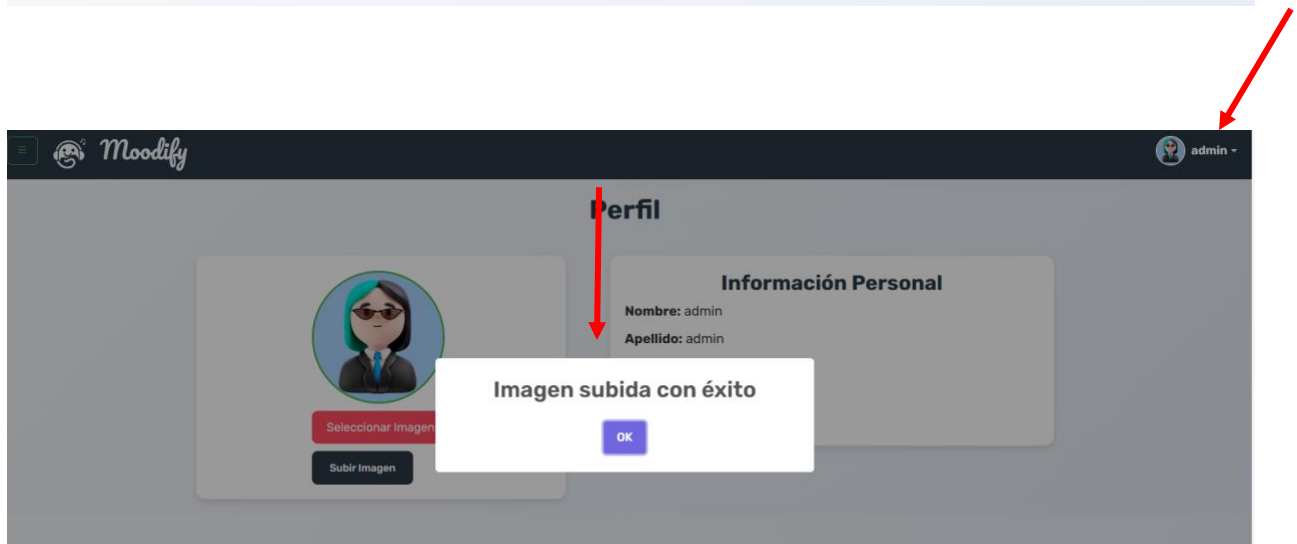 Moodify
admin
Perfil
Información Personal
Nombre: admin
Apellido: admin
Imagen subida con éxito
OK
Seleccionar Imagen
Subir Imagen